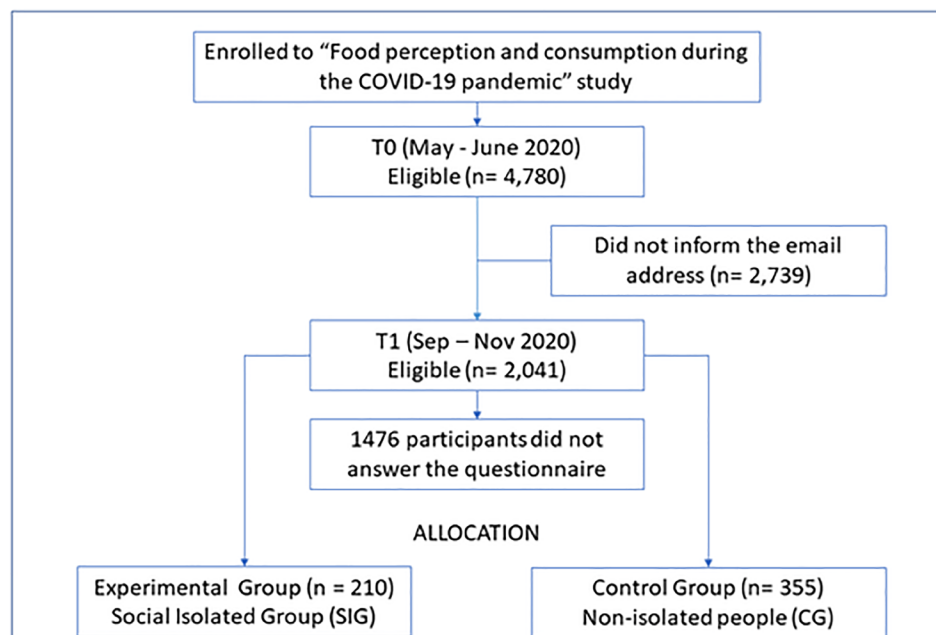 Enrolled to “Food perception and consumption during
the COVID-19 pandemic” study
T0 (May - June 2020)
Eligible (n= 4,780)
Did not inform the email
address (n= 2,739)
T1 (Sep – Nov 2020)
Eligible (n= 2,041)
1476 participants did not
answer the questionnaire
ALLOCATION
Experimental Group (n = 210)
Social Isolated Group (SIG)
Control Group (n= 355)
Non-isolated people (CG)